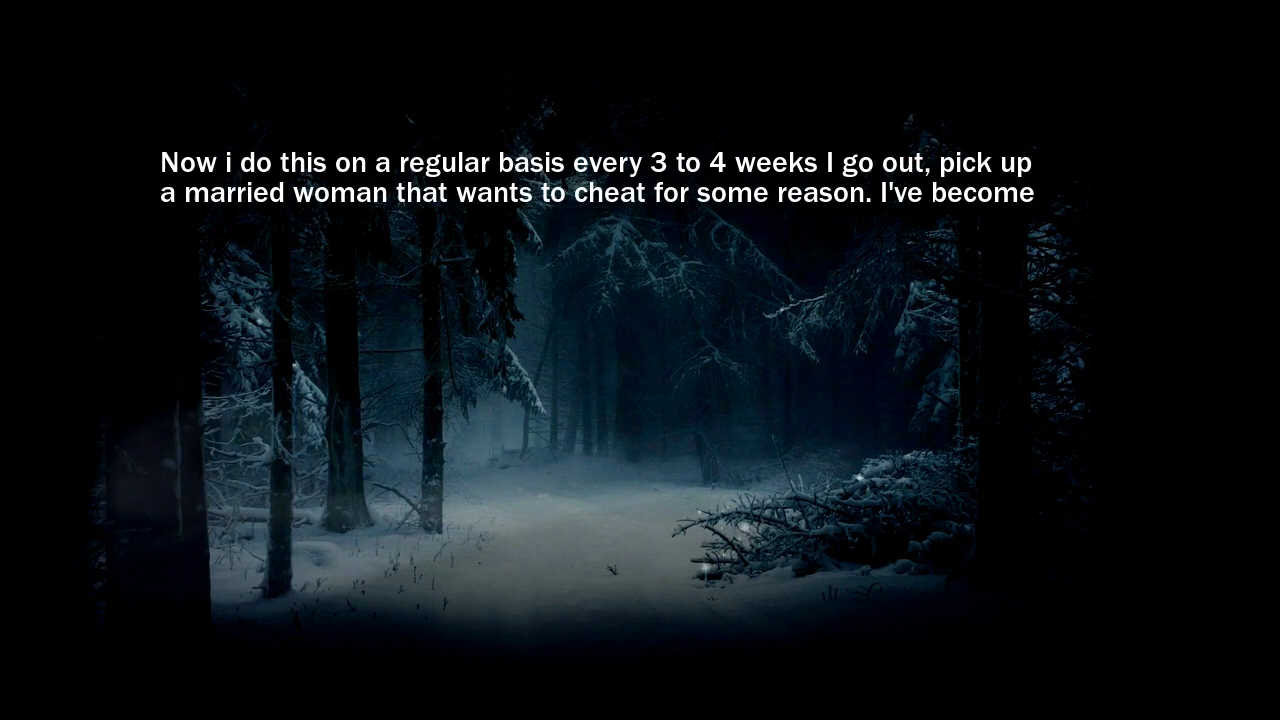 Now i do this on a regular basis every 3 to 4 weeks I go out, pick up
a married woman that wants to cheat for some reason. I've become